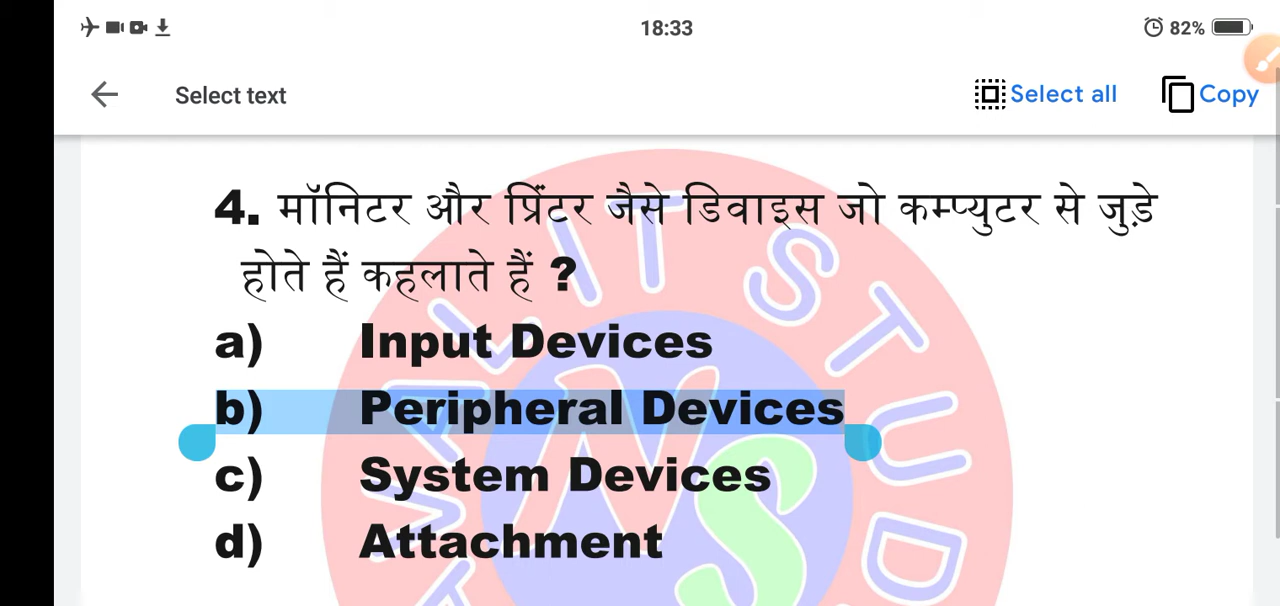 18:33
82%
Select text
Select all
Copy
4. मॉनिटर और प्रिंटर जैसे डिवाइस जो कम्प्युटर से जुड़े
होते हैं कहलाते हैं ?
a) Input Devices
b) Peripheral Devices
c) System Devices
d) Attachment
NS